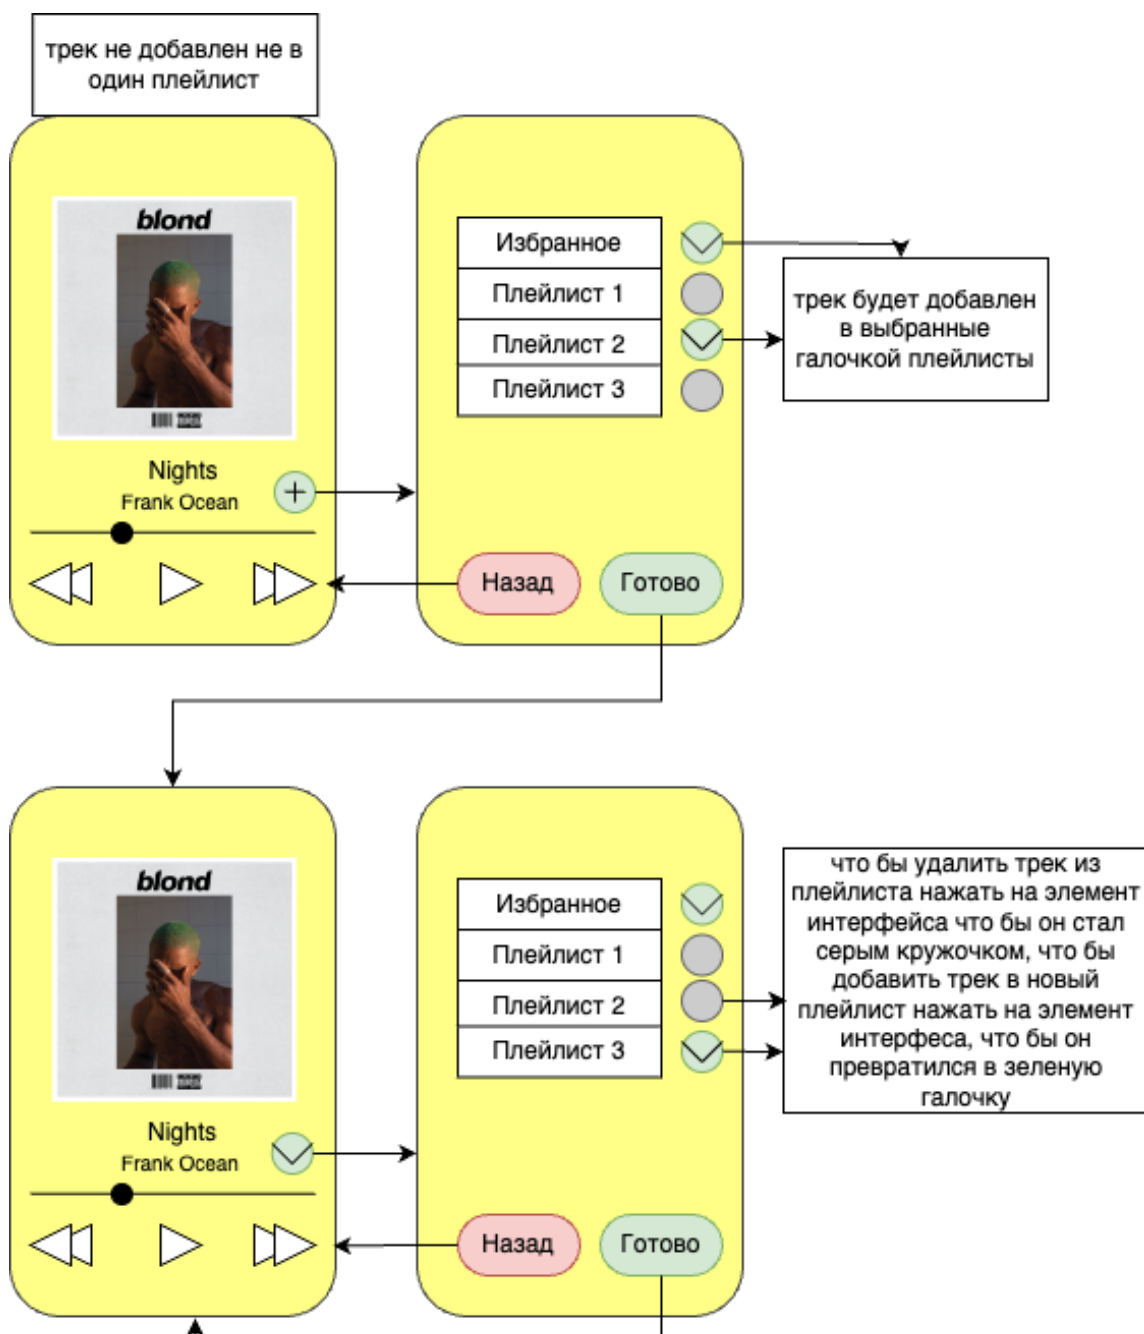 трек не добавлен не в
один плейлист
blond
Nights
Frank Ocean
Избранное
Плейлист 1
Плейлист 2
Плейлист 3
Назад
Готово
трек будет добавлен
в выбранные
галочкой плейлисты
blond
Nights
Frank Ocean
Избранное
Плейлист 1
Плейлист 2
Плейлист 3
Назад
Готово
что бы удалить трек из
плейлиста нажать на элемент
интерфейса что бы он стал
серым кружочком, что бы
добавить трек в новый
плейлист нажать на элемент
интерфеса, что бы он
превратился в зеленую
галочку